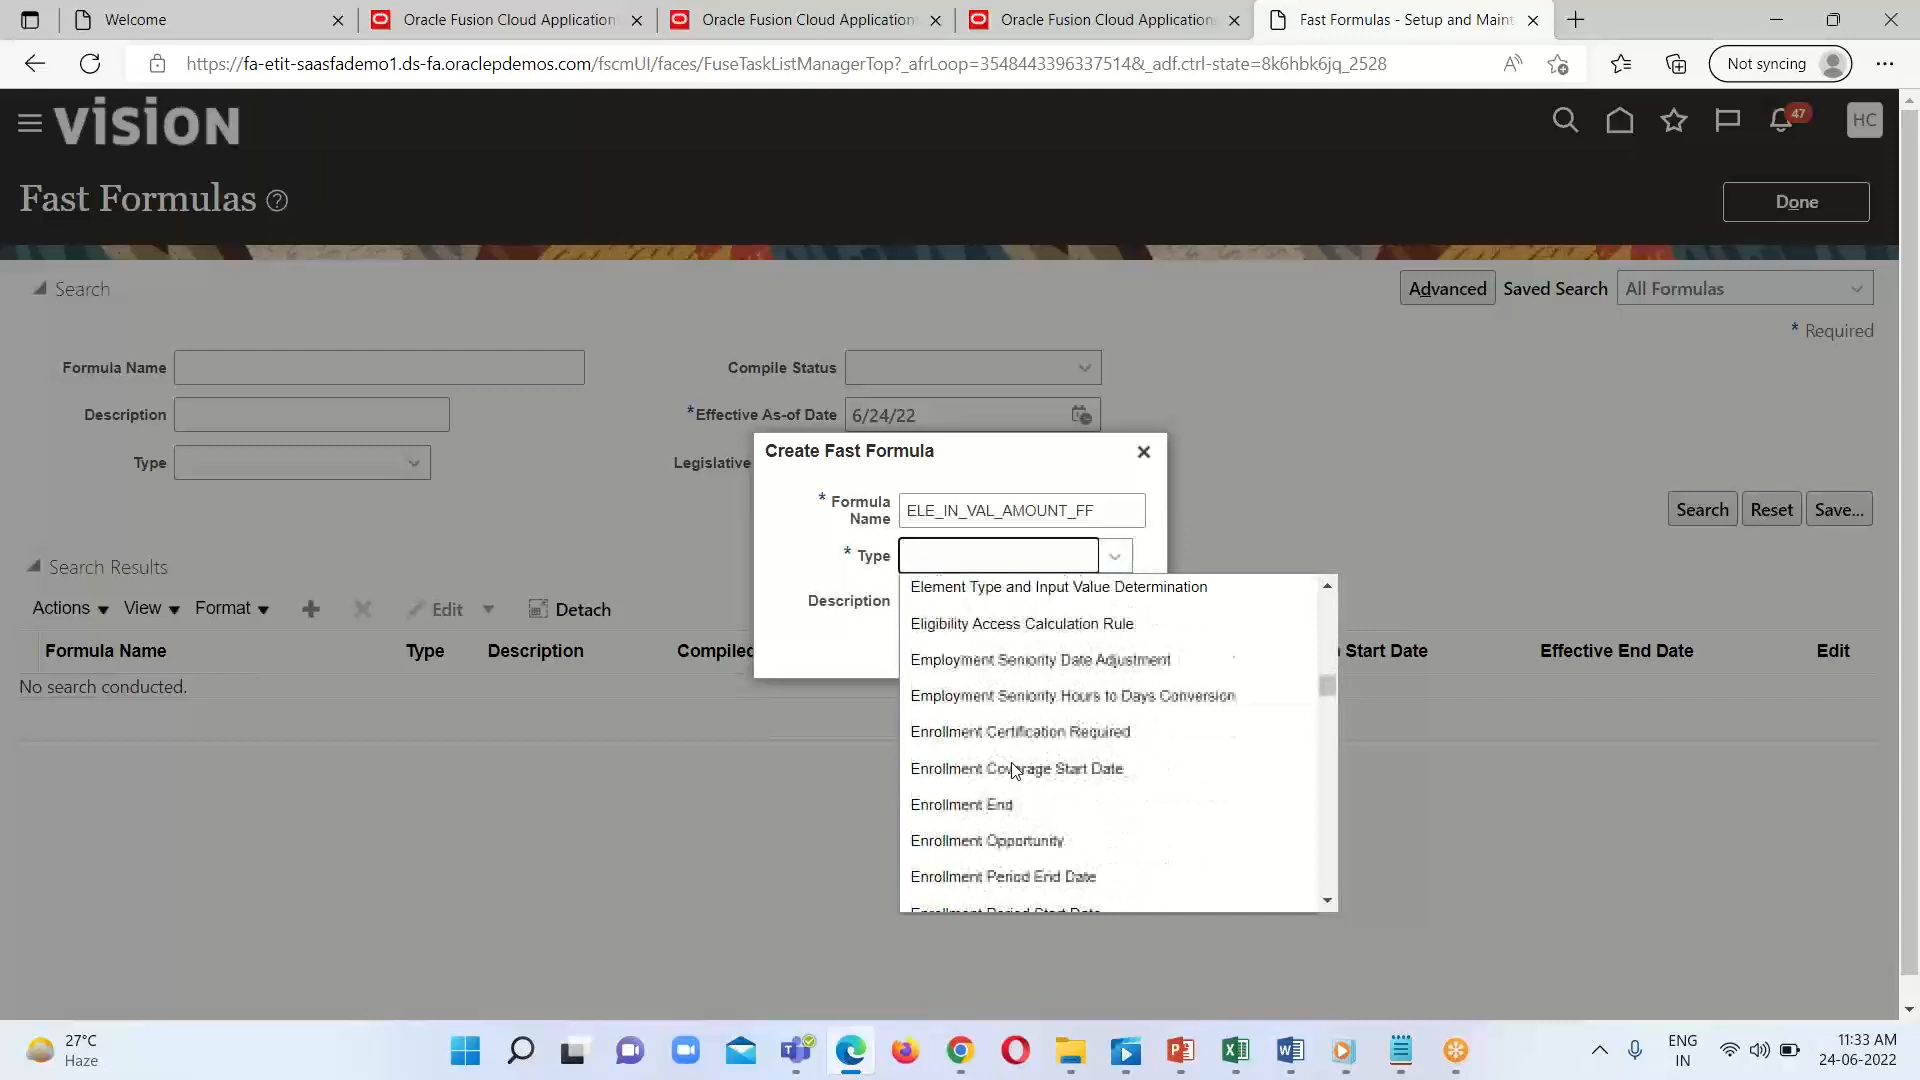 Welcome
Oracle Fusion Cloud Application
Oracle Fusion Cloud Application
Oracle Fusion Cloud Application
Fast Formulas - Setup and Maint
https://fa-etit-saasfademo1.ds-fa.oraclepdemos.com/fscmUI/faces/FuseTaskListManagerTop?_afrLoop=35484433963375​14&_adf.ctrl-state=8k6hbk6jq_2528
Not syncing
VISION
47
HC
Fast Formulas
Done
Search
Advanced
Saved Search
All Formulas
* Required
Formula Name
Compile Status
Description
*Effective As-of Date
6/24/22
Type
Legislative
Search
Reset
Save...
Create Fast Formula
* Formula
Name
ELE_IN_VAL_AMOUNT_FF
* Type
Description
Element Type and Input Value Determination
Eligibility Access Calculation Rule
Employment Seniority Date Adjustment
Employment Seniority Hours to Days Conversion
Enrollment Certification Required
Enrollment Coverage Start Date
Enrollment End
Enrollment Opportunity
Enrollment Period End Date
Enrollment Period Start Date
Search Results
Actions
View
Format
Edit
Detach
Formula Name
Type
Description
Compiled
Start Date
Effective End Date
Edit
No search conducted.
27°C
Haze
ENG
IN
11:33 AM
24-06-2022